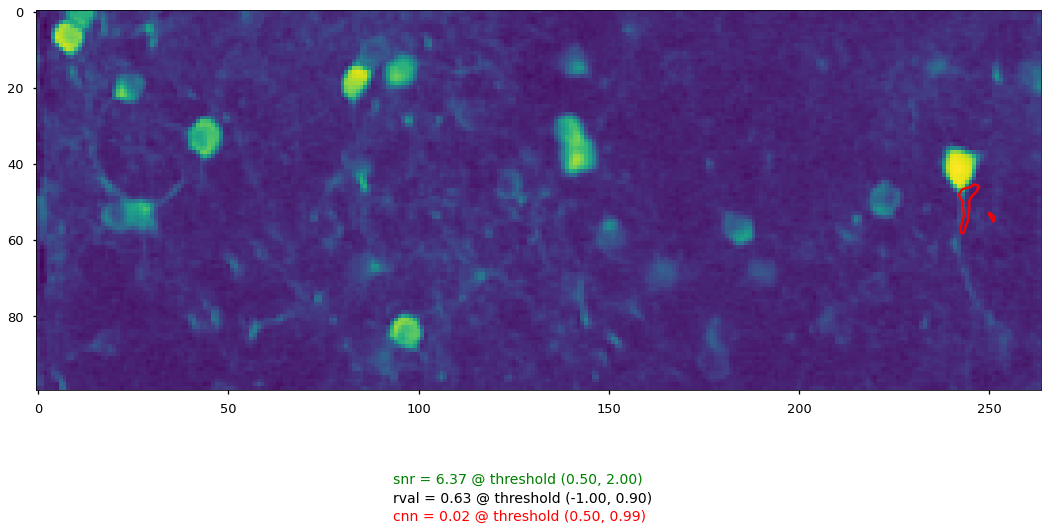 0
20
40
60
80
0 50 100 150 200 250
snr = 6.37 @ threshold (0.50, 2.00)
rval = 0.63 @ threshold (-1.00, 0.90)
cnn = 0.02 @ threshold (0.50, 0.99)